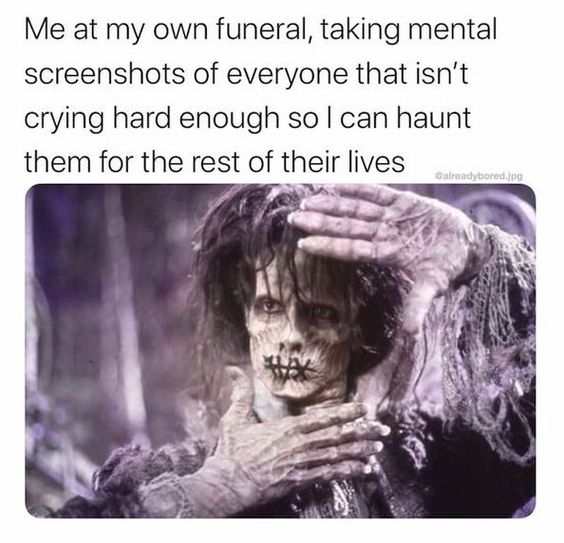 Me at my own funeral, taking mental
screenshots of everyone that isn't
crying hard enough so I can haunt
them for the rest of their lives
@alreadybored.jpg